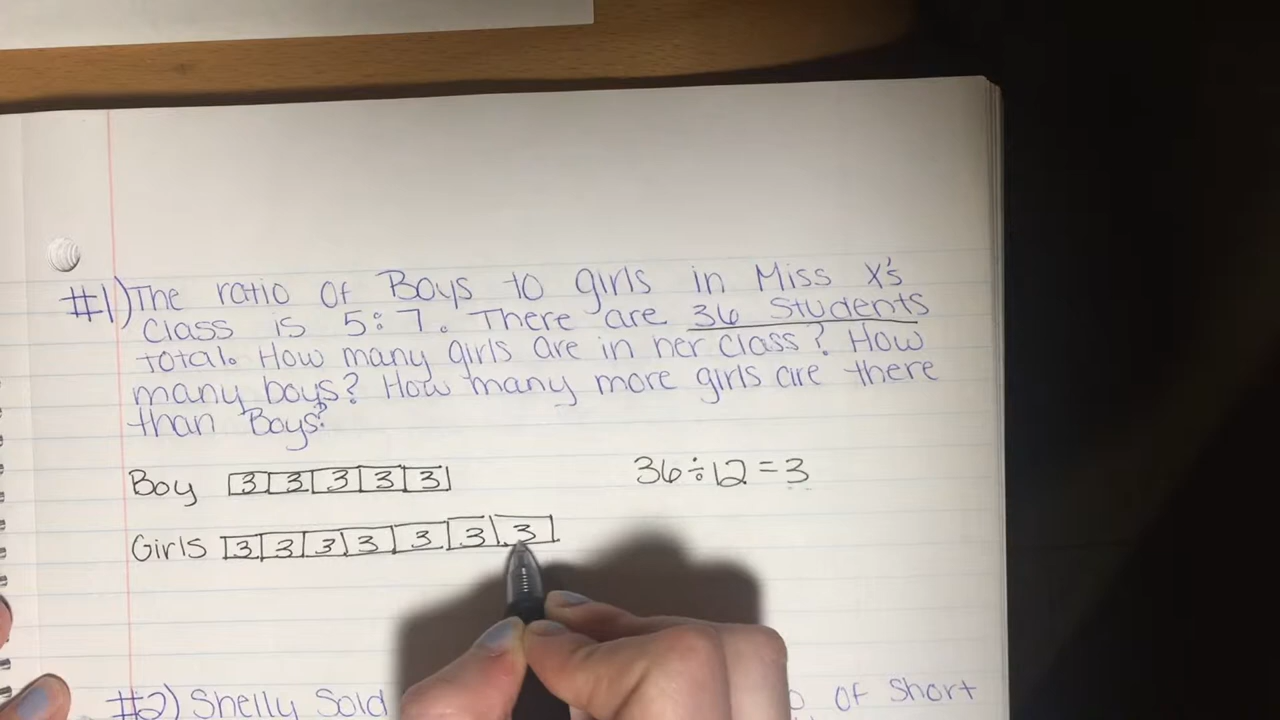 #1) The ratio of Boys to girls in Miss X's
Class is 5:7. There are 36 Students
total. How many girls are in her class? How
many boys? How many more girls are there
than Boys?
Boy 3 3 3 3 3
36÷12=3
Girls 3 3 3 3 3 3 3
#2) Shelly Sold of Short